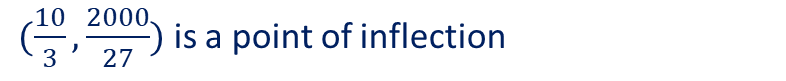 (10/3, 2000/27) is a point of inflection